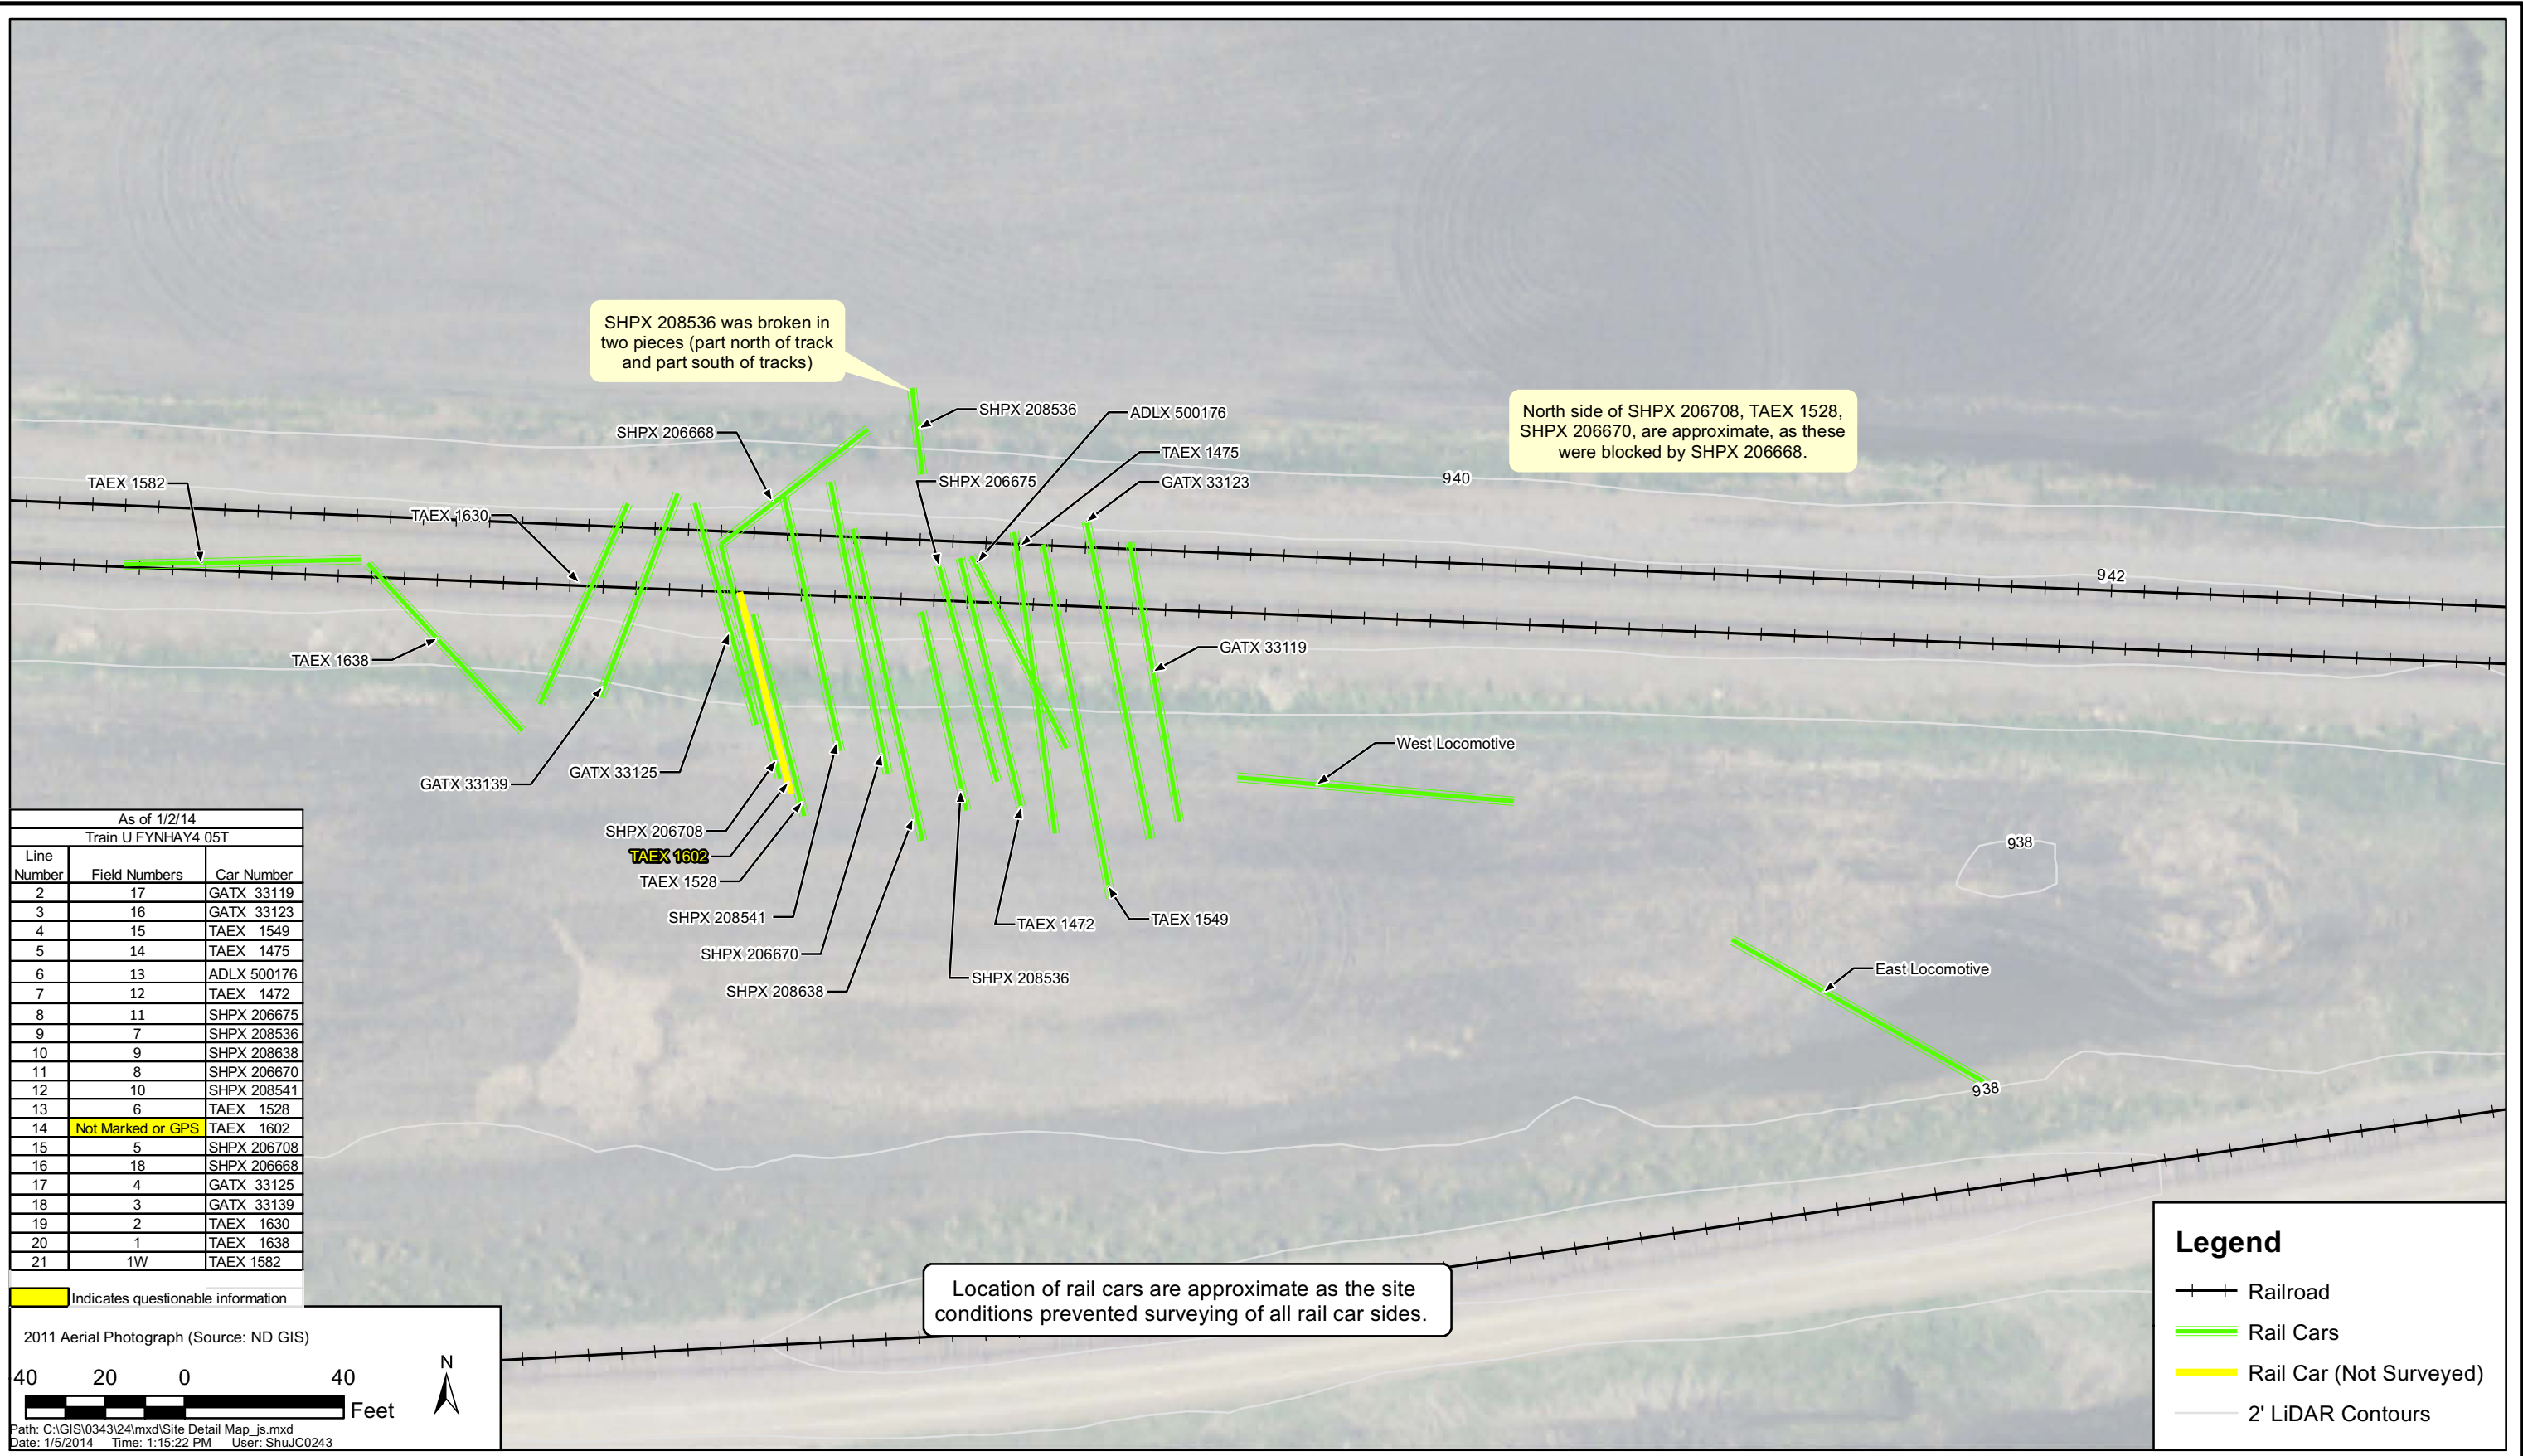 SHPX 208536 was broken in
two pieces (part north of track
and part south of tracks)
SHPX 208536
ADLX 500176
North side of SHPX 206708, TAEX 1528,
SHPX 206670, are approximate, as these
were blocked by SHPX 206668.
SHPX 206668
TAEX 1475
940
TAEX 1582
SHPX 206675
GATX 33123
TAEX 1630
942
TAEX 1638
GATX 33119
West Locomotive
GATX 33139
GATX 33125
SHPX 206708
938
TAEX 1602
TAEX 1528
SHPX 208541
TAEX 1472
TAEX 1549
SHPX 206670
SHPX 208536
East Locomotive
SHPX 208638
938
As of 1/2/14
Train U FYNHAY4 05T
Line Number Field Numbers Car Number
2 17 GATX 33119
3 16 GATX 33123
4 15 TAEX 1549
5 14 TAEX 1475
6 13 ADLX 500176
7 12 TAEX 1472
8 11 SHPX 206675
9 7 SHPX 208536
10 9 SHPX 208638
11 8 SHPX 206670
12 10 SHPX 208541
13 6 TAEX 1528
14 Not Marked or GPS TAEX 1602
15 5 SHPX 206708
16 18 SHPX 206668
17 4 GATX 33125
18 3 GATX 33139
19 2 TAEX 1630
20 1 TAEX 1638
21 1W TAEX 1582
Indicates questionable information
2011 Aerial Photograph (Source: ND GIS)
N
40 20 0 40
Feet
Path: C:\GIS\0343\24\mxd\Site Detail Map_js.mxd
Date: 1/5/2014 Time: 1:15:22 PM User: ShuJC0243
Location of rail cars are approximate as the site
conditions prevented surveying of all rail car sides.
Legend
Railroad
Rail Cars
Rail Car (Not Surveyed)
2' LiDAR Contours